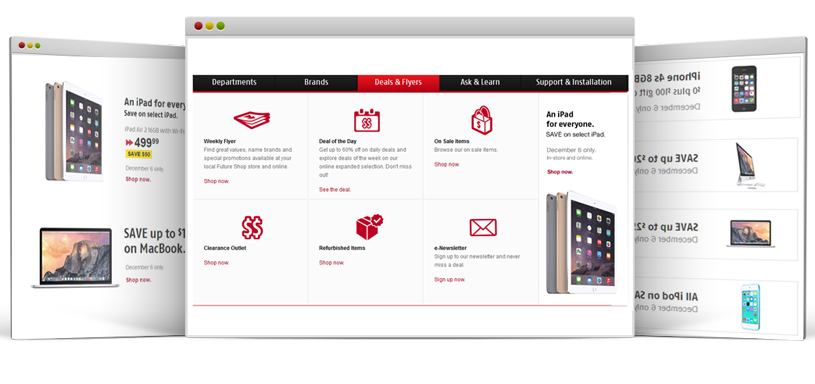 An iPad for every
Save on select iPad.
iPad Air 2 16GB with Wi-Fi
499⁹⁹
SAVE $50
December 6 only.
Shop now.
SAVE up to $1
on MacBook.
December 6 only.
Shop now.
Departments
Brands
Deals & Flyers
Ask & Learn
Support & Installation
Weekly Flyer
Find great values, name brands and
special promotions available at your
local Future Shop store and online.
Shop now.
Deal of the Day
Get up to 60% off on daily deals and
explore deals of the week on our
online expanded selection. Don't miss
out!
See the deal.
On Sale Items
Browse our on sale items.
Shop now.
Clearance Outlet
Shop now.
Refurbished Items
Shop now.
e-Newsletter
Sign up to our newsletter and never
miss a deal.
Sign up now.
An iPad
for everyone.
SAVE on select iPad.
December 6 only.
In-store and online.
Shop now.
iPhone 4s 8GB
$0 plus $100 gift c
December 6 only
SAVE up to $2
December 6 only
SAVE up to $2
December 6 only
All iPod on SA
December 6 only